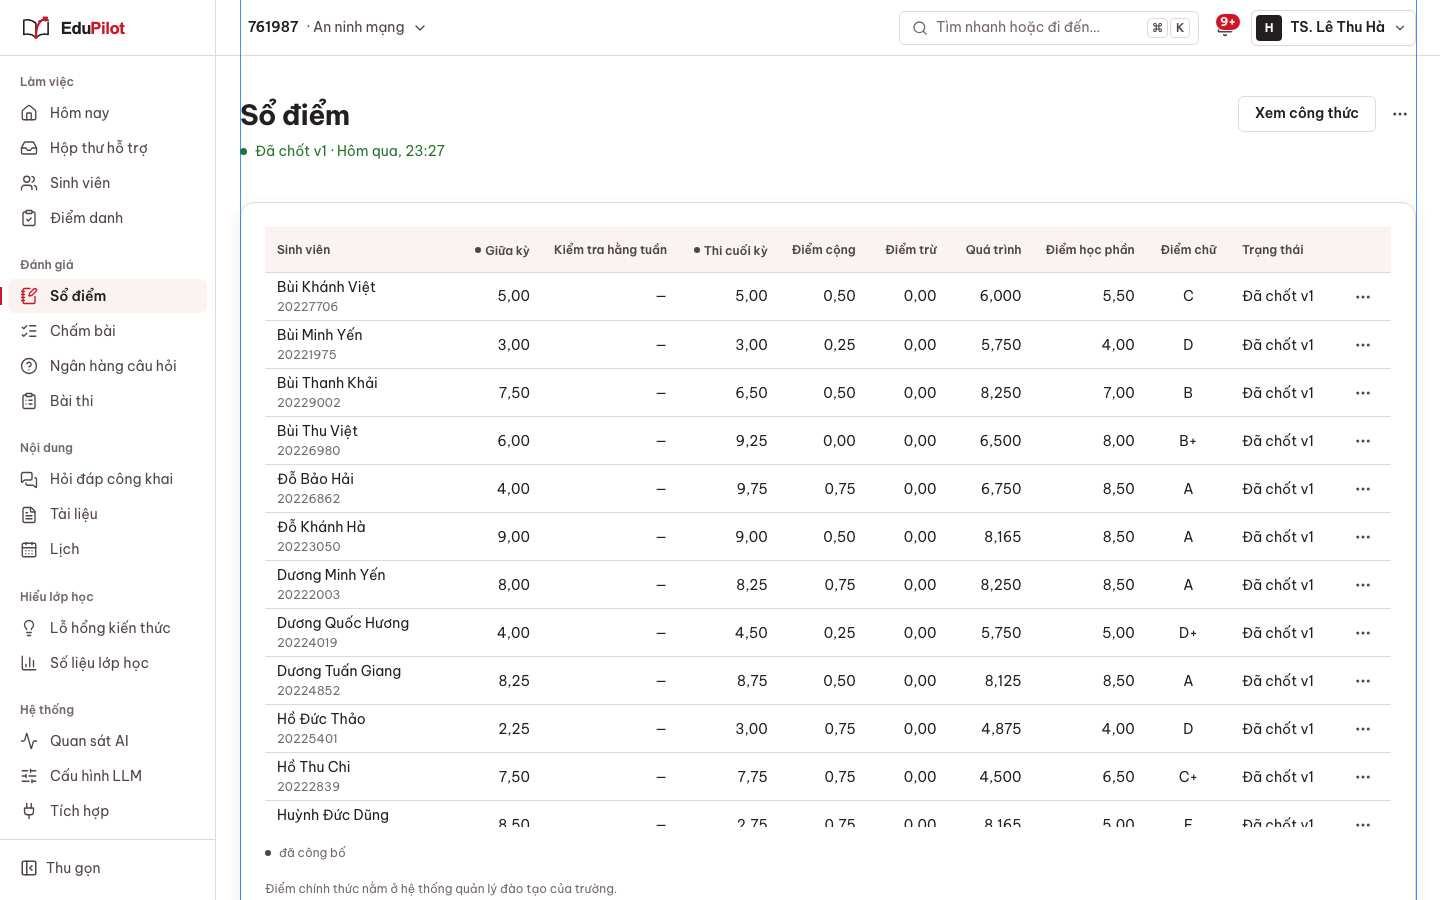 EduPilot
761987 · An ninh mạng
Tìm nhanh hoặc đi đến...
⌘ K
9+
H
TS. Lê Thu Hà
Làm việc
Hôm nay
Hộp thư hỗ trợ
Sinh viên
Điểm danh
Đánh giá
Sổ điểm
Chấm bài
Ngân hàng câu hỏi
Bài thi
Nội dung
Hỏi đáp công khai
Tài liệu
Lịch
Hiểu lớp học
Lỗ hổng kiến thức
Số liệu lớp học
Hệ thống
Quan sát AI
Cấu hình LLM
Tích hợp
Thu gọn
Sổ điểm
Xem công thức
Đã chốt v1 · Hôm qua, 23:27
Sinh viên Giữa kỳ Kiểm tra hằng tuần Thi cuối kỳ Điểm cộng Điểm trừ Quá trình Điểm học phần Điểm chữ Trạng thái
Bùi Khánh Việt
20227706
5,00 — 5,00 0,50 0,00 6,000 5,50 C Đã chốt v1
Bùi Minh Yến
20221975
3,00 — 3,00 0,25 0,00 5,750 4,00 D Đã chốt v1
Bùi Thanh Khải
20229002
7,50 — 6,50 0,50 0,00 8,250 7,00 B Đã chốt v1
Bùi Thu Việt
20226980
6,00 — 9,25 0,00 0,00 6,500 8,00 B+ Đã chốt v1
Đỗ Bảo Hải
20226862
4,00 — 9,75 0,75 0,00 6,750 8,50 A Đã chốt v1
Đỗ Khánh Hà
20223050
9,00 — 9,00 0,50 0,00 8,165 8,50 A Đã chốt v1
Dương Minh Yến
20222003
8,00 — 8,25 0,75 0,00 8,250 8,50 A Đã chốt v1
Dương Quốc Hương
20224019
4,00 — 4,50 0,25 0,00 5,750 5,00 D+ Đã chốt v1
Dương Tuấn Giang
20224852
8,25 — 8,75 0,50 0,00 8,125 8,50 A Đã chốt v1
Hồ Đức Thảo
20225401
2,25 — 3,00 0,75 0,00 4,875 4,00 D Đã chốt v1
Hồ Thu Chi
20222839
7,50 — 7,75 0,75 0,00 4,500 6,50 C+ Đã chốt v1
Huỳnh Đức Dũng
8,50 — 2,75 0,75 0,00 8,165 5,00 Đã chốt v1
đã công bố
Điểm chính thức nằm ở hệ thống quản lý đào tạo của trường.